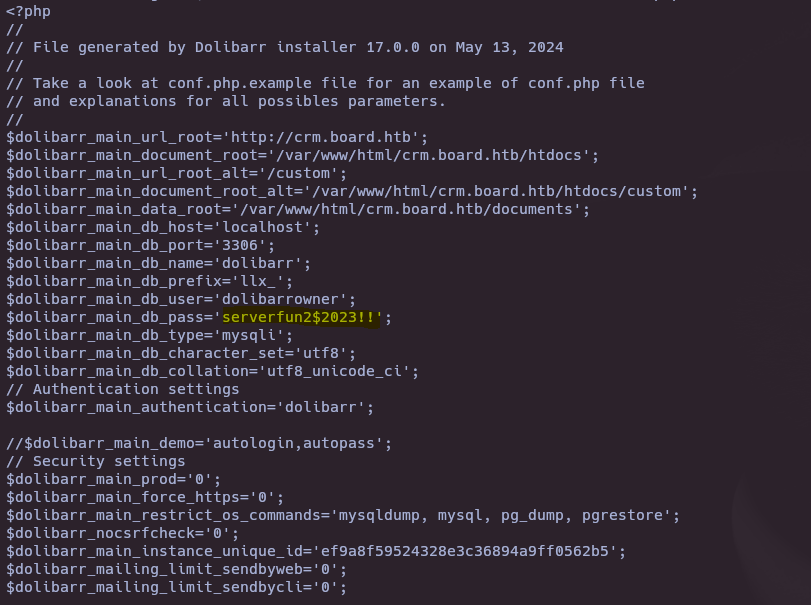 <?php
//
// File generated by Dolibarr installer 17.0.0 on May 13, 2024
//
// Take a look at conf.php.example file for an example of conf.php file
// and explanations for all possibles parameters.
//
$dolibarr_main_url_root='http://crm.board.htb';
$dolibarr_main_document_root='/var/www/html/crm.board.htb/htdocs';
$dolibarr_main_url_root_alt='/custom';
$dolibarr_main_document_root_alt='/var/www/html/crm.board.htb/htdocs/custom';
$dolibarr_main_data_root='/var/www/html/crm.board.htb/documents';
$dolibarr_main_db_host='localhost';
$dolibarr_main_db_port='3306';
$dolibarr_main_db_name='dolibarr';
$dolibarr_main_db_prefix='llx_';
$dolibarr_main_db_user='dolibarrowner';
$dolibarr_main_db_pass='serverfun2$2023!!';
$dolibarr_main_db_type='mysqli';
$dolibarr_main_db_character_set='utf8';
$dolibarr_main_db_collation='utf8_unicode_ci';
// Authentication settings
$dolibarr_main_authentication='dolibarr';

//$dolibarr_main_demo='autologin,autopass';
// Security settings
$dolibarr_main_prod='0';
$dolibarr_main_force_https='0';
$dolibarr_main_restrict_os_commands='mysqldump, mysql, pg_dump, pgrestore';
$dolibarr_nocsrfcheck='0';
$dolibarr_main_instance_unique_id='ef9a8f59524328e3c36894a9ff0562b5';
$dolibarr_mailing_limit_sendbyweb='0';
$dolibarr_mailing_limit_sendbycli='0';